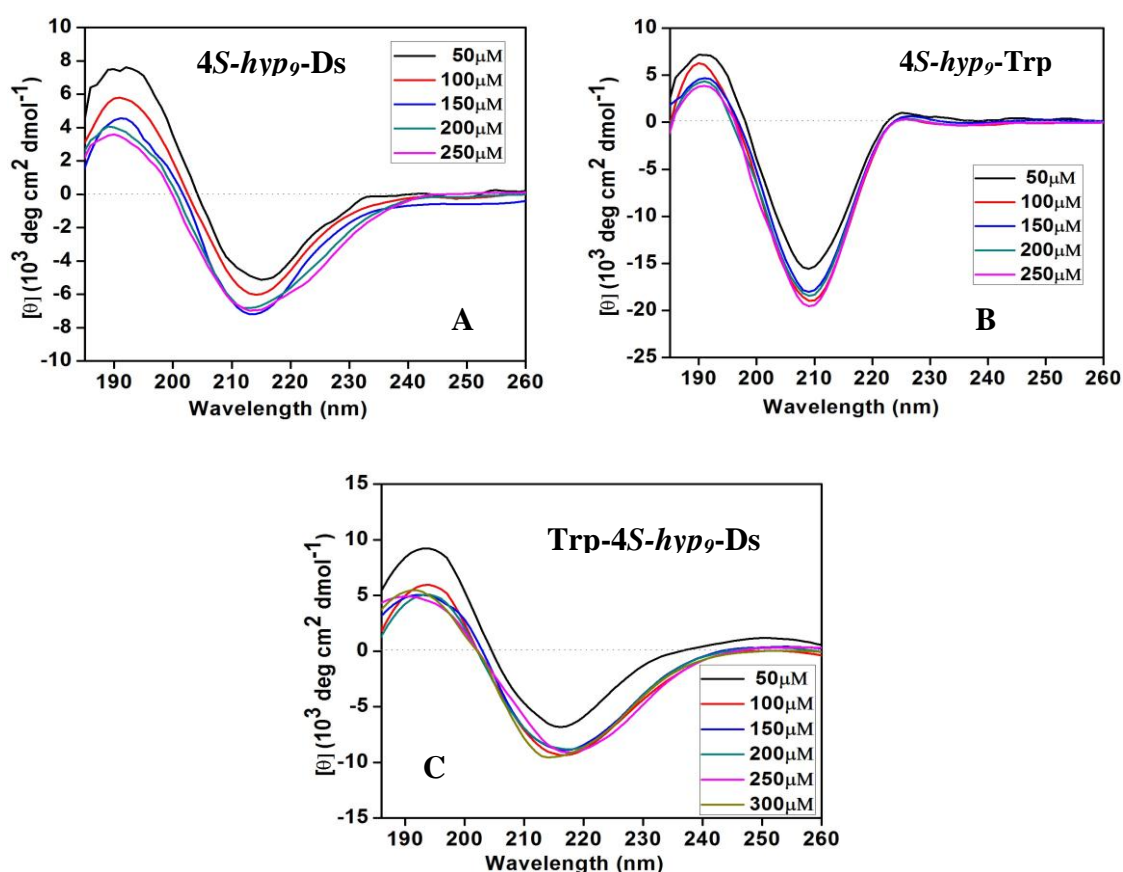 4S-hyp₉-Ds
50µM
100µM
150µM
200µM
250µM
A
[θ] (10³ deg cm² dmol⁻¹)
10
8
6
4
2
0
-2
-4
-6
-8
-10
190 200 210 220 230 240 250 260
Wavelength (nm)
4S-hyp₉-Trp
50µM
100µM
150µM
200µM
250µM
B
[θ] (10³ deg cm² dmol⁻¹)
10
5
0
-5
-10
-15
-20
-25
190 200 210 220 230 240 250 260
Wavelength (nm)
Trp-4S-hyp₉-Ds
50µM
100µM
150µM
200µM
250µM
300µM
C
[θ] (10³ deg cm² dmol⁻¹)
15
10
5
0
-5
-10
-15
190 200 210 220 230 240 250 260
Wavelength (nm)